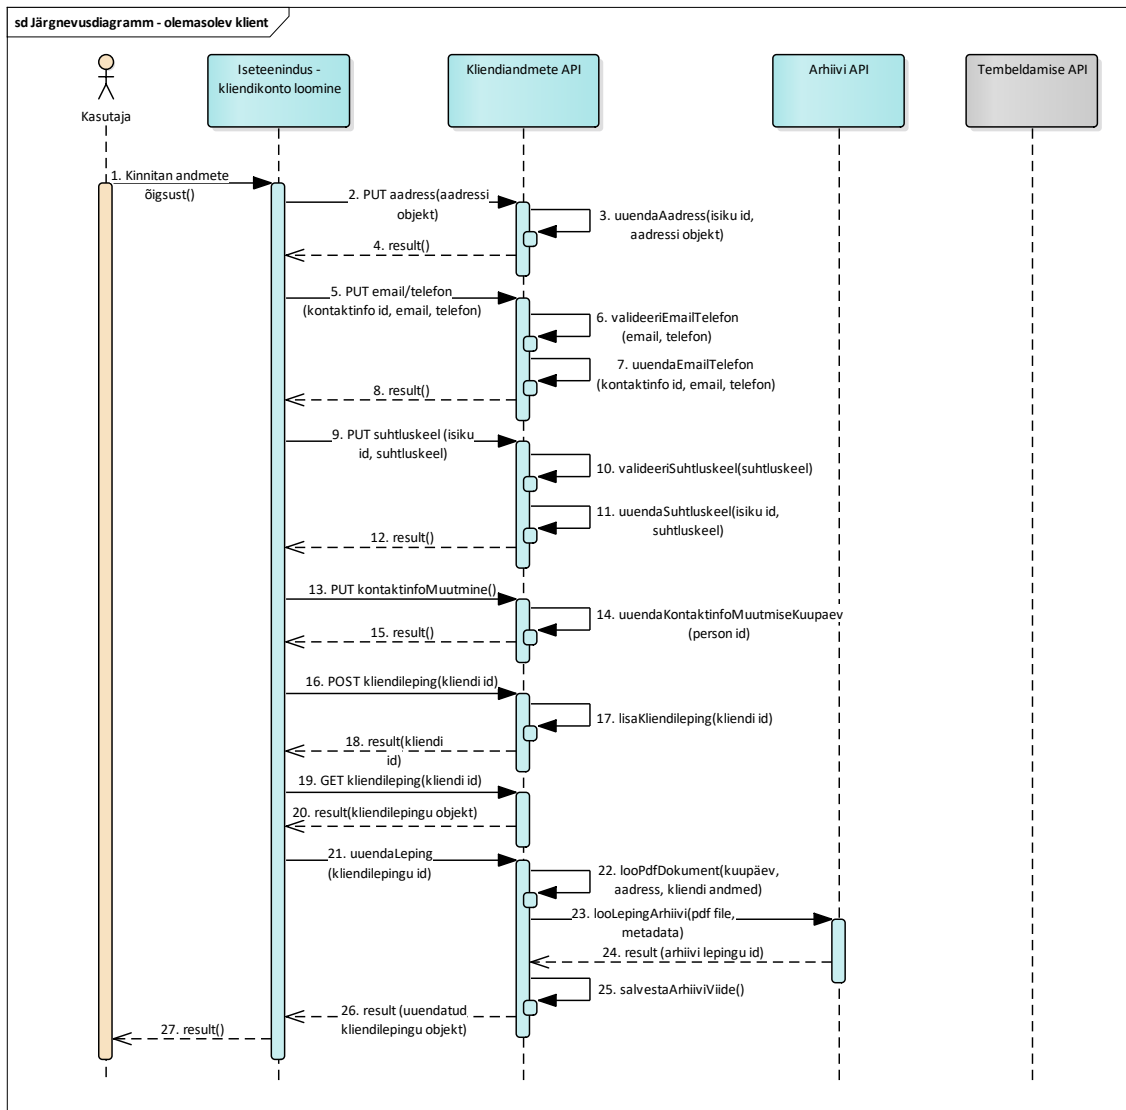 sd Järgnevusdiagramm - olemasolev klient
Kasutaja
Iseteenindus -
kliendikonto loomine
Kliendiandmete API
Arhiivi API
Tembeldamise API
1. Kinnitan andmete
õigsust()
2. PUT aadress(aadressi
objekt)
3. uuendaAadress(isiku id,
aadressi objekt)
4. result()
5. PUT email/telefon
(kontaktinfo id, email, telefon)
6. valideeriEmailTelefon
(email, telefon)
7. uuendaEmailTelefon
(kontaktinfo id, email, telefon)
8. result()
9. PUT suhtluskeel (isiku
id, suhtluskeel)
10. valideeriSuhtluskeel(suhtluskeel)
11. uuendaSuhtluskeel(isiku id,
suhtluskeel)
12. result()
13. PUT kontaktinfoMuutmine()
14. uuendaKontaktinfoMuutmiseKuupaev
(person id)
15. result()
16. POST kliendileping(kliendi id)
17. lisaKliendileping(kliendi id)
18. result(kliendi
id)
19. GET kliendileping(kliendi id)
20. result(kliendilepingu objekt)
21. uuendaLeping
(kliendilepingu id)
22. looPdfDokument(kuupäev,
aadress, kliendi andmed)
23. looLepingArhiivi(pdf file,
metadata)
24. result (arhiivi lepingu id)
25. salvestaArhiiviViide()
26. result (uuendatud
kliendilepingu objekt)
27. result()